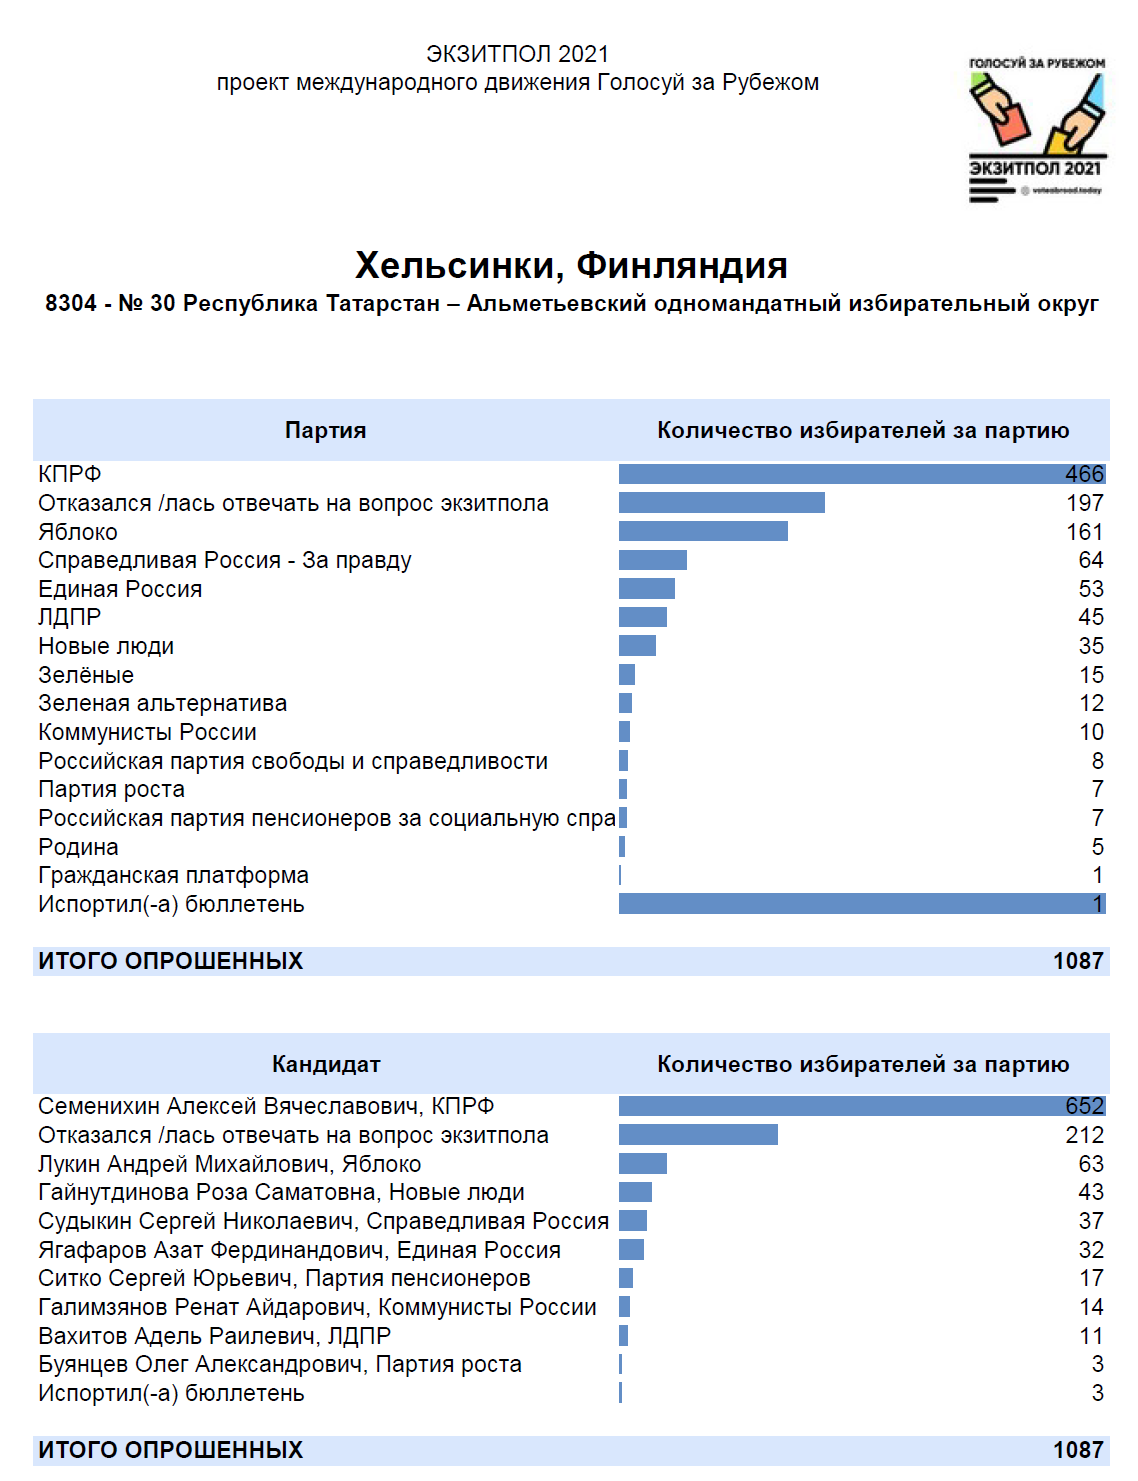 ЭКЗИТПОЛ 2021
проект международного движения Голосуй за Рубежом
ГОЛОСУЙ ЗА РУБЕЖОМ
ЭКЗИТПОЛ 2021
voteabroad.today
Хельсинки, Финляндия
8304 - № 30 Республика Татарстан – Альметьевский одномандатный избирательный округ
Партия Количество избирателей за партию
КПРФ 466
Отказался /лась отвечать на вопрос экзитпола 197
Яблоко 161
Справедливая Россия - За правду 64
Единая Россия 53
ЛДПР 45
Новые люди 35
Зелёные 15
Зеленая альтернатива 12
Коммунисты России 10
Российская партия свободы и справедливости 8
Партия роста 7
Российская партия пенсионеров за социальную спра 7
Родина 5
Гражданская платформа 1
Испортил(-а) бюллетень 1
ИТОГО ОПРОШЕННЫХ 1087
Кандидат Количество избирателей за партию
Семенихин Алексей Вячеславович, КПРФ 652
Отказался /лась отвечать на вопрос экзитпола 212
Лукин Андрей Михайлович, Яблоко 63
Гайнутдинова Роза Саматовна, Новые люди 43
Судыкин Сергей Николаевич, Справедливая Россия 37
Ягафаров Азат Фердинандович, Единая Россия 32
Ситко Сергей Юрьевич, Партия пенсионеров 17
Галимзянов Ренат Айдарович, Коммунисты России 14
Вахитов Адель Раилевич, ЛДПР 11
Буянцев Олег Александрович, Партия роста 3
Испортил(-а) бюллетень 3
ИТОГО ОПРОШЕННЫХ 1087